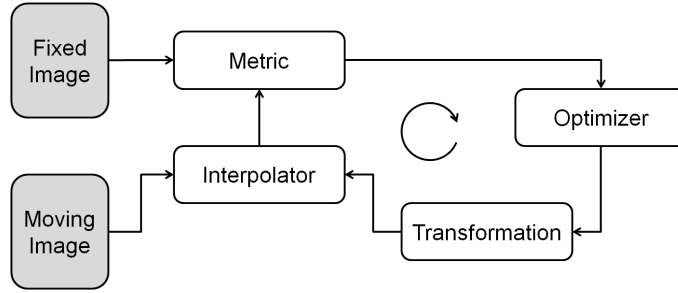 Fixed
Image
Metric
Optimizer
Interpolator
Moving
Image
Transformation